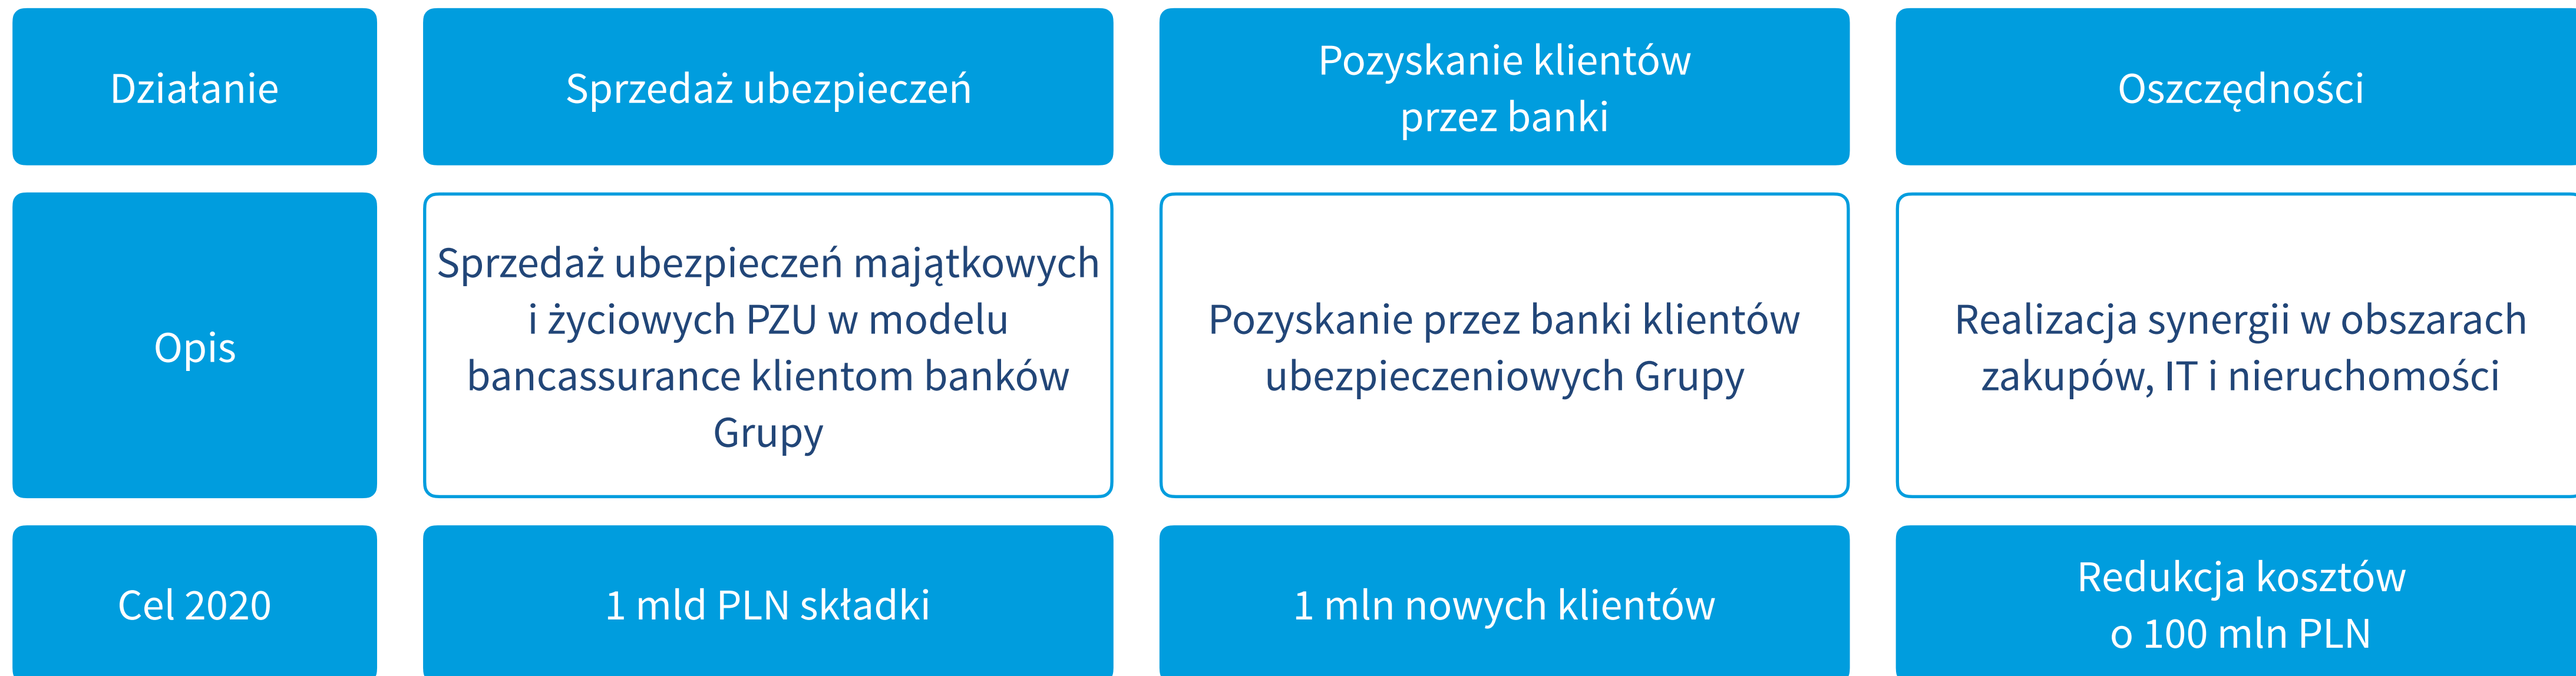 Działanie
Sprzedaż ubezpieczeń
Pozyskanie klientów
przez banki
Oszczędności
Opis
Sprzedaż ubezpieczeń majątkowych
i życiowych PZU w modelu
bancassurance klientom banków
Grupy
Pozyskanie przez banki klientów
ubezpieczeniowych Grupy
Realizacja synergii w obszarach
zakupów, IT i nieruchomości
Cel 2020
1 mld PLN składki
1 mln nowych klientów
Redukcja kosztów
o 100 mln PLN